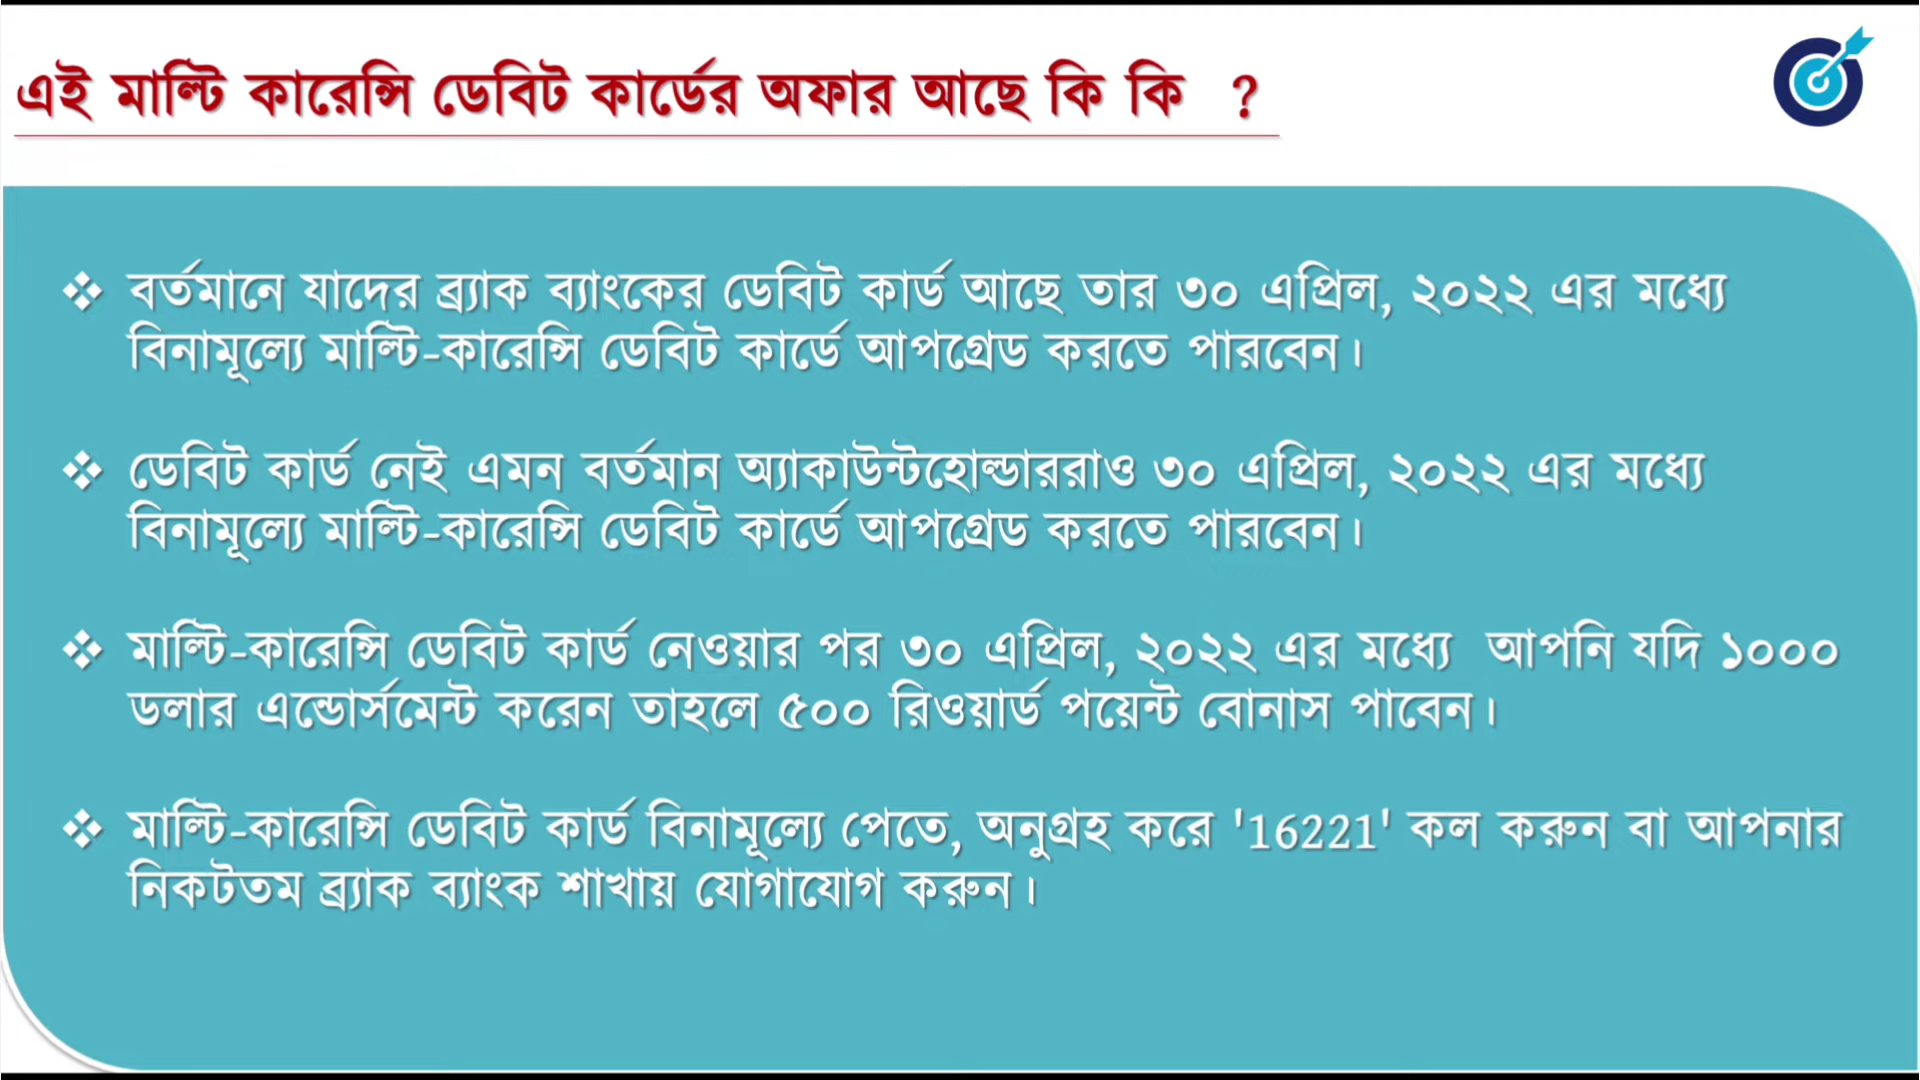 এই মাল্টি কারেন্সি ডেবিট কার্ডের অফার আছে কি কি ?
❖ বর্তমানে যাদের ব্র্যাক ব্যাংকের ডেবিট কার্ড আছে তার ৩০ এপ্রিল, ২০২২ এর মধ্যে
বিনামূল্যে মাল্টি-কারেন্সি ডেবিট কার্ডে আপগ্রেড করতে পারবেন।
❖ ডেবিট কার্ড নেই এমন বর্তমান অ্যাকাউন্টহোল্ডাররাও ৩০ এপ্রিল, ২০২২ এর মধ্যে
বিনামূল্যে মাল্টি-কারেন্সি ডেবিট কার্ডে আপগ্রেড করতে পারবেন।
❖ মাল্টি-কারেন্সি ডেবিট কার্ড নেওয়ার পর ৩০ এপ্রিল, ২০২২ এর মধ্যে আপনি যদি ১০০০
ডলার এন্ডোর্সমেন্ট করেন তাহলে ৫০০ রিওয়ার্ড পয়েন্ট বোনাস পাবেন।
❖ মাল্টি-কারেন্সি ডেবিট কার্ড বিনামূল্যে পেতে, অনুগ্রহ করে '16221' কল করুন বা আপনার
নিকটতম ব্র্যাক ব্যাংক শাখায় যোগাযোগ করুন।